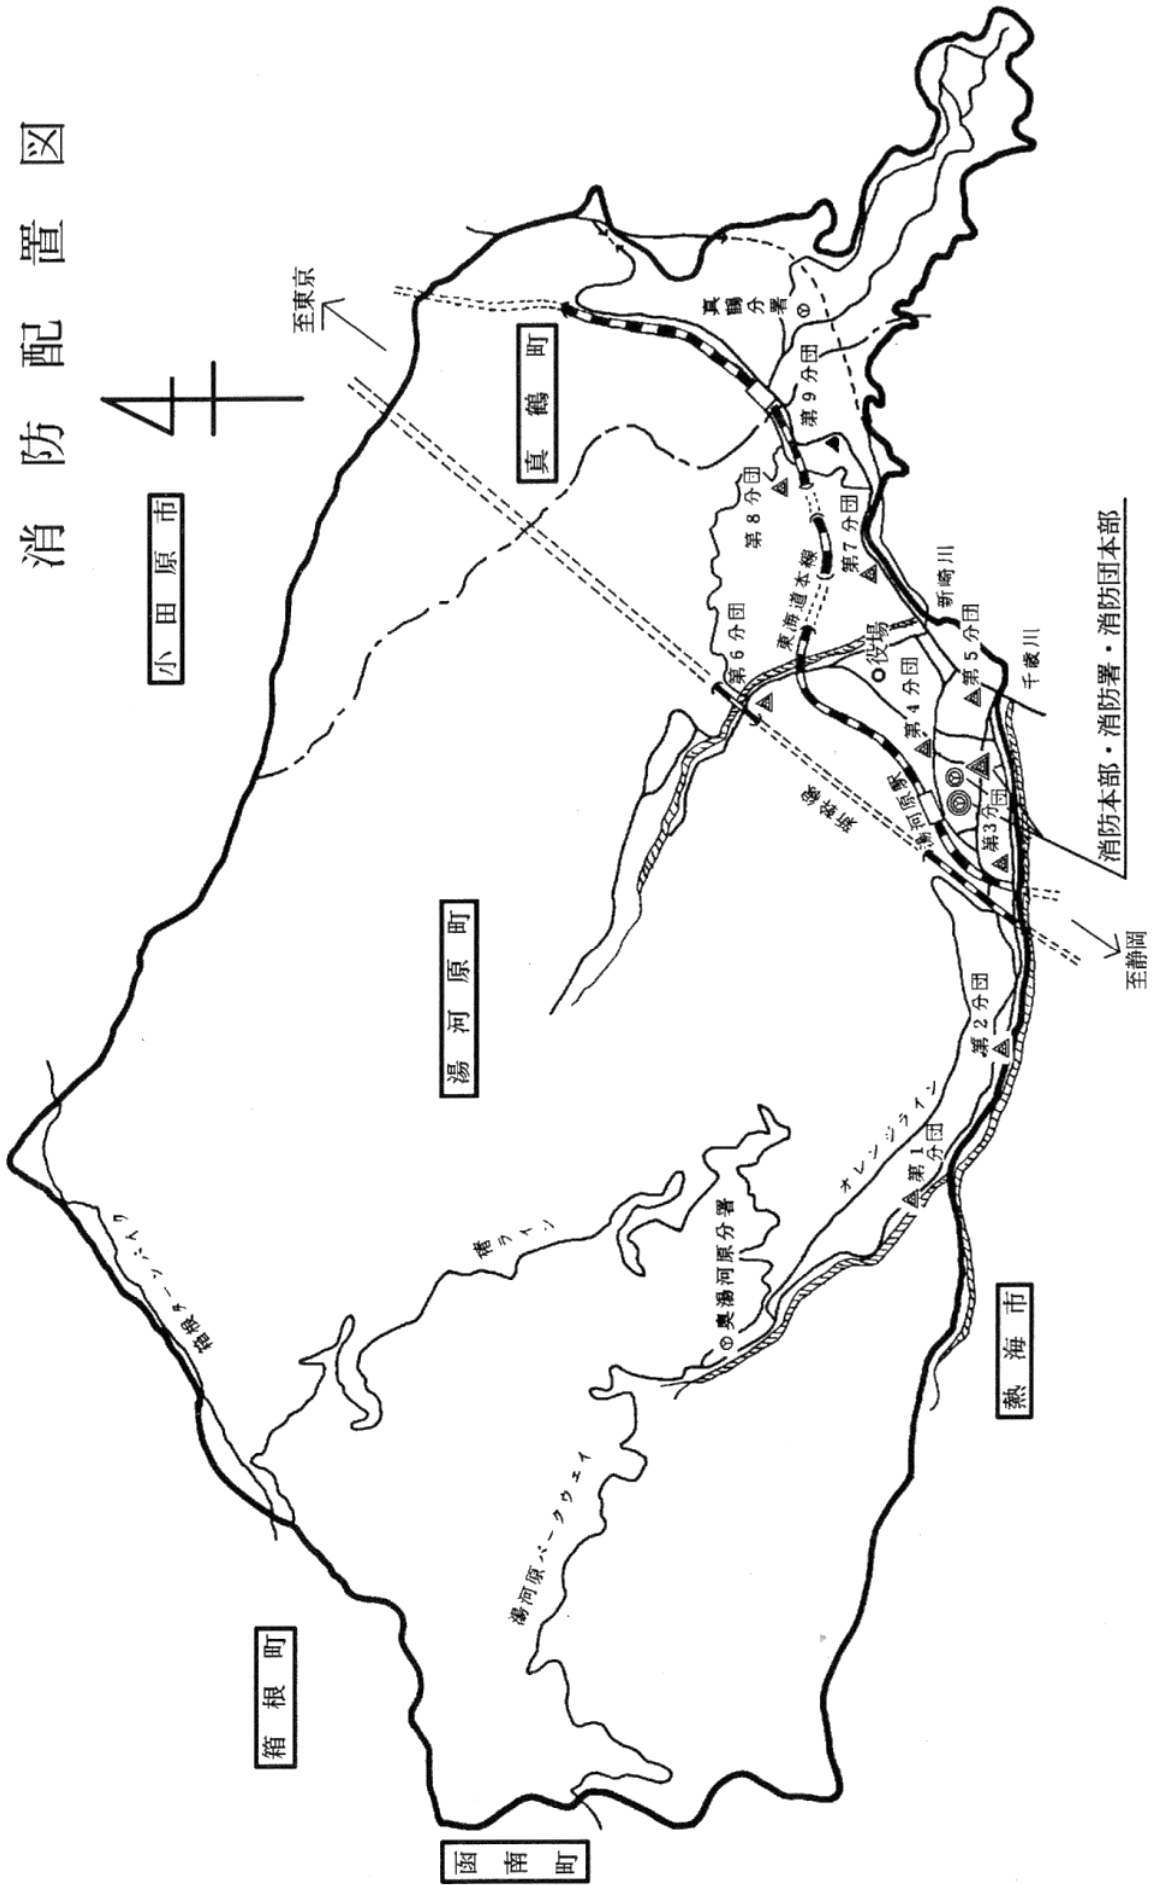 消防配置図
小田原市
至東京
真鶴町
湯河原町
箱根町
函南町
熱海市
箱根ターンパイク
湯河原パークウェイ
オレンジライン
奥湯河原分署
真鶴分署
新幹線
東海道本線
湯河原駅
役場
第1分団
第2分団
第3分団
第4分団
第5分団
第6分団
第7分団
第8分団
第9分団
新崎川
千歳川
消防本部・消防署・消防団本部
至静岡